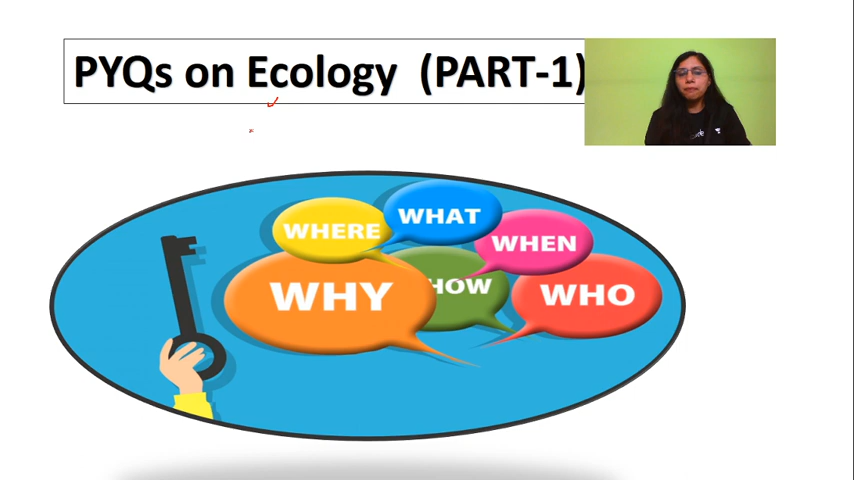 PYQs on Ecology (PART-1)
WHERE
WHAT
WHEN
WHY
HOW
WHO